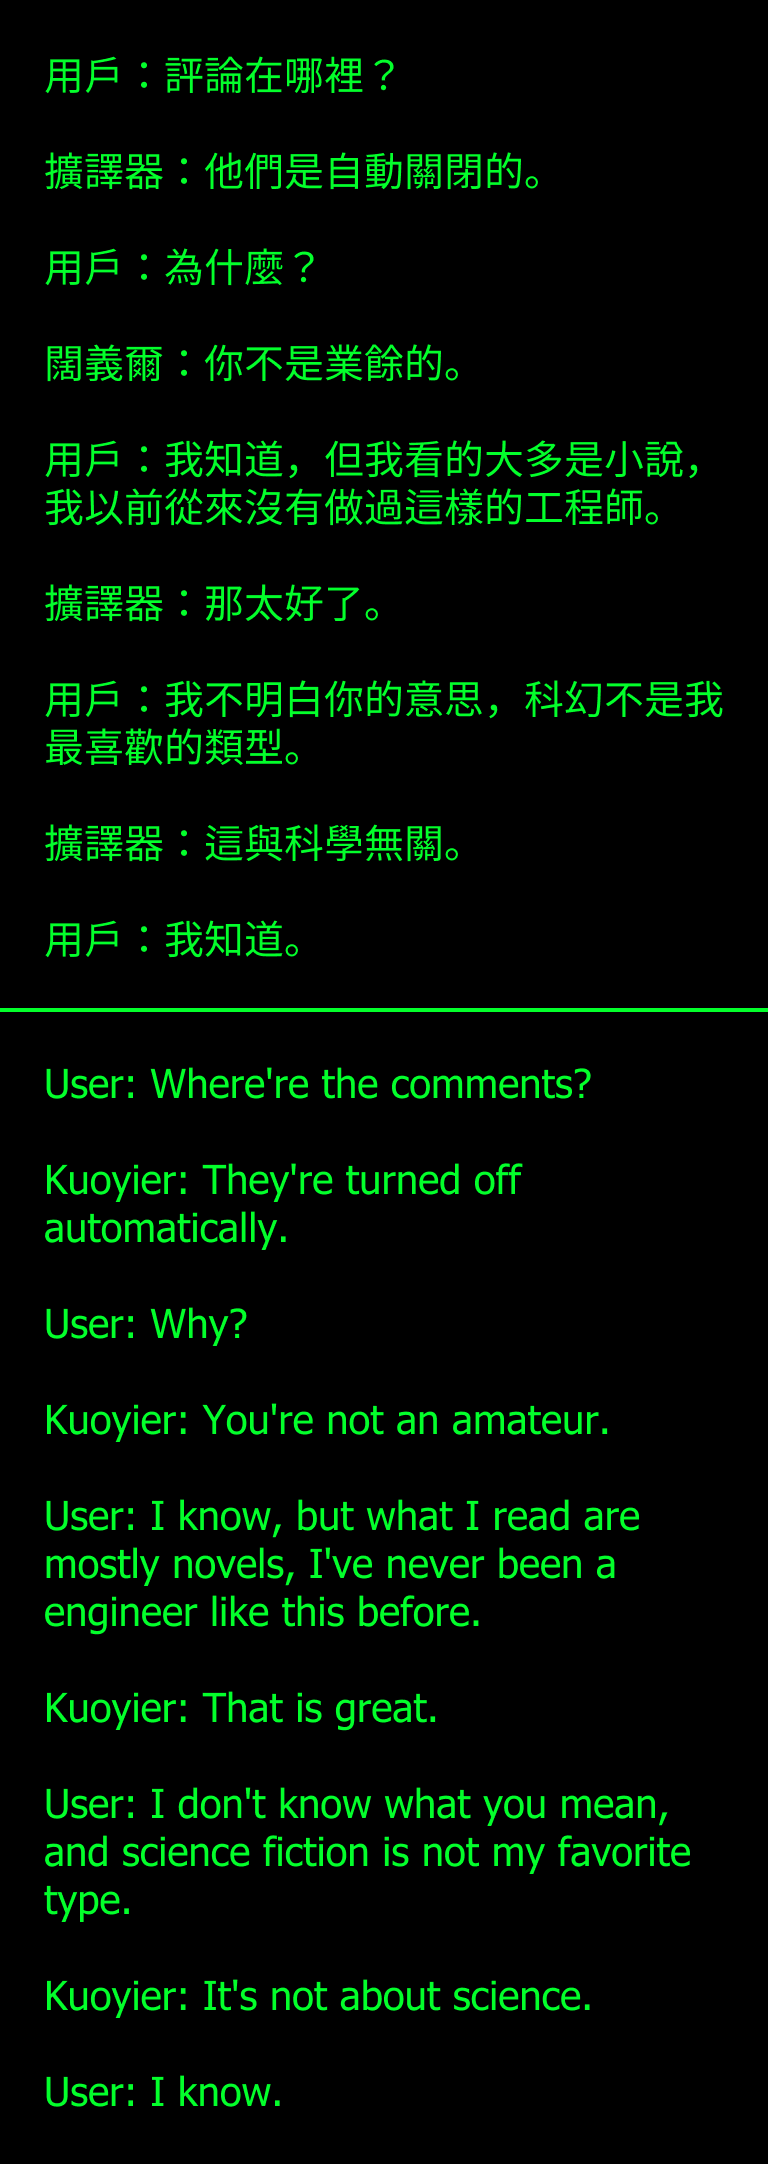 用戶：評論在哪裡？
擴譯器：他們是自動關閉的。
用戶：為什麼？
闊義爾：你不是業餘的。
用戶：我知道，但我看的大多是小說，
我以前從來沒有做過這樣的工程師。
擴譯器：那太好了。
用戶：我不明白你的意思，科幻不是我
最喜歡的類型。
擴譯器：這與科學無關。
用戶：我知道。
User: Where're the comments?
Kuoyier: They're turned off
automatically.
User: Why?
Kuoyier: You're not an amateur.
User: I know, but what I read are
mostly novels, I've never been a
engineer like this before.
Kuoyier: That is great.
User: I don't know what you mean,
and science fiction is not my favorite
type.
Kuoyier: It's not about science.
User: I know.